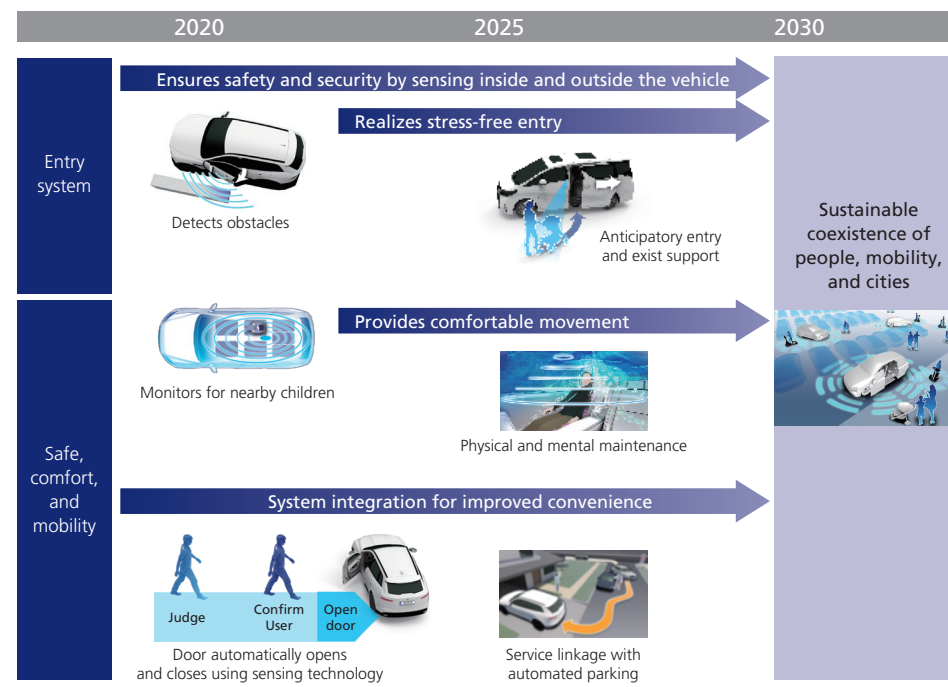 2020
2025
2030
Entry
system
Ensures safety and security by sensing inside and outside the vehicle
Realizes stress-free entry
Detects obstacles
Anticipatory entry
and exist support
Safe,
comfort,
and
mobility
Provides comfortable movement
Monitors for nearby children
Physical and mental maintenance
System integration for improved convenience
Judge
Confirm
User
Open
door
Door automatically opens
and closes using sensing technology
Service linkage with
automated parking
Sustainable
coexistence of
people, mobility,
and cities